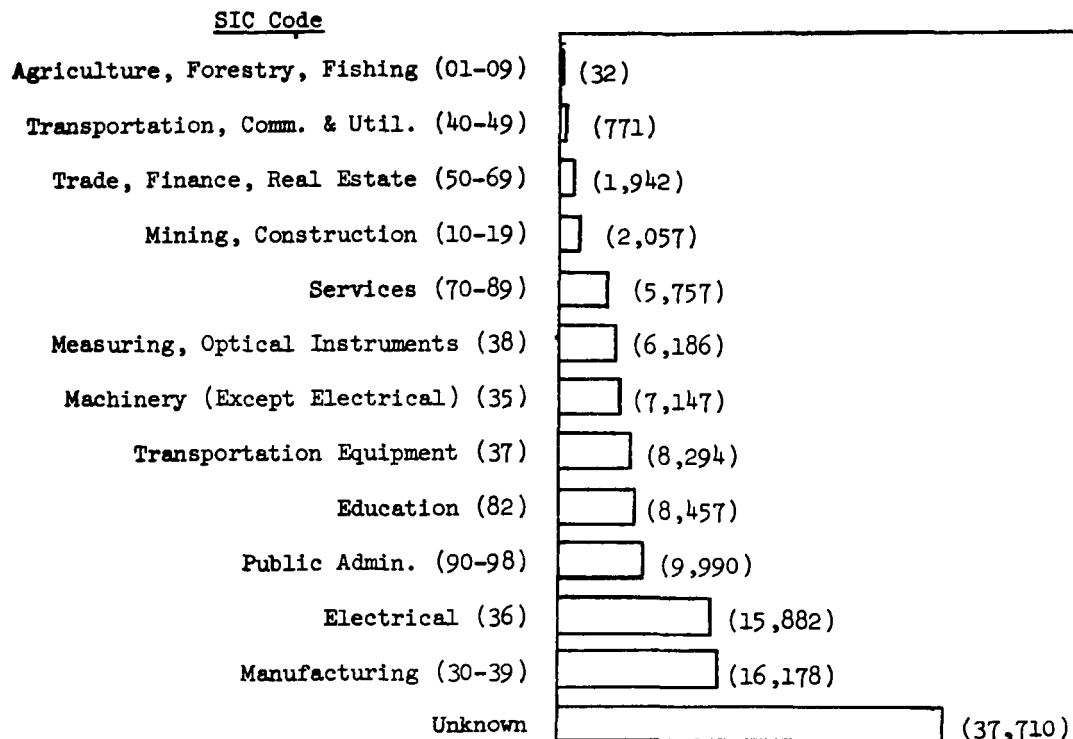 SIC Code
Agriculture, Forestry, Fishing (01-09) (32)
Transportation, Comm. & Util. (40-49) (771)
Trade, Finance, Real Estate (50-69) (1,942)
Mining, Construction (10-19) (2,057)
Services (70-89) (5,757)
Measuring, Optical Instruments (38) (6,186)
Machinery (Except Electrical) (35) (7,147)
Transportation Equipment (37) (8,294)
Education (82) (8,457)
Public Admin. (90-98) (9,990)
Electrical (36) (15,882)
Manufacturing (30-39) (16,178)
Unknown (37,710)